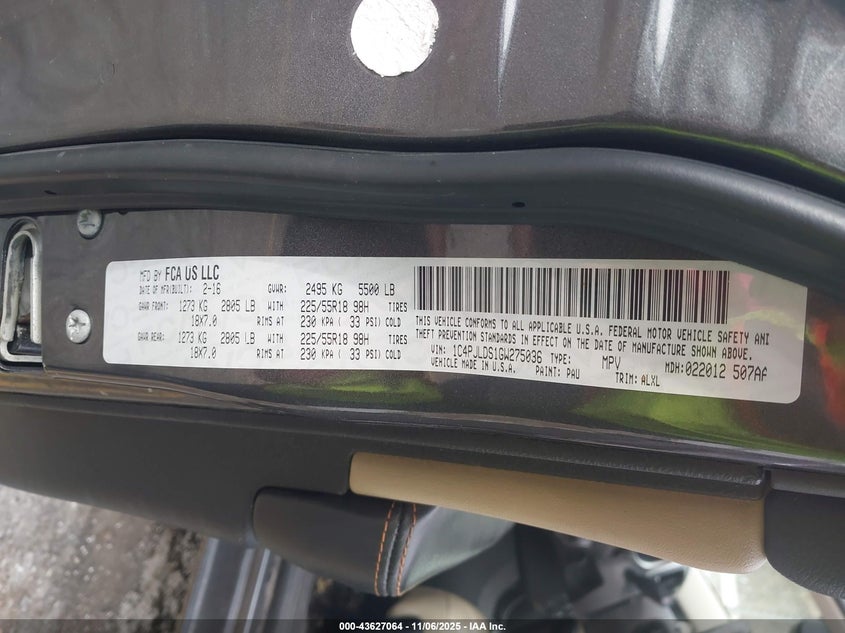 MFD BY FCA US LLC
DATE OF MFR(BUILT): 2-16 GVWR: 2495 KG 5500 LB
GAWR FRONT: 1273 KG 2805 LB WITH 225/55R18 98H TIRES
18X7.0 RIMS AT 230 KPA ( 33 PSI) COLD
GAWR REAR: 1273 KG 2805 LB WITH 225/55R18 98H TIRES
18X7.0 RIMS AT 230 KPA ( 33 PSI) COLD
THIS VEHICLE CONFORMS TO ALL APPLICABLE U.S.A. FEDERAL MOTOR VEHICLE SAFETY AN
THEFT PREVENTION STANDARDS IN EFFECT ON THE DATE OF MANUFACTURE SHOWN ABOVE.
VIN: 1C4PJLDS1GW275036 TYPE: MPV MDH:022012 507AF
VEHICLE MADE IN U.S.A. PAINT: PAU TRIM: ALXL
000-43627064 - 11/06/2025 - IAA Inc.